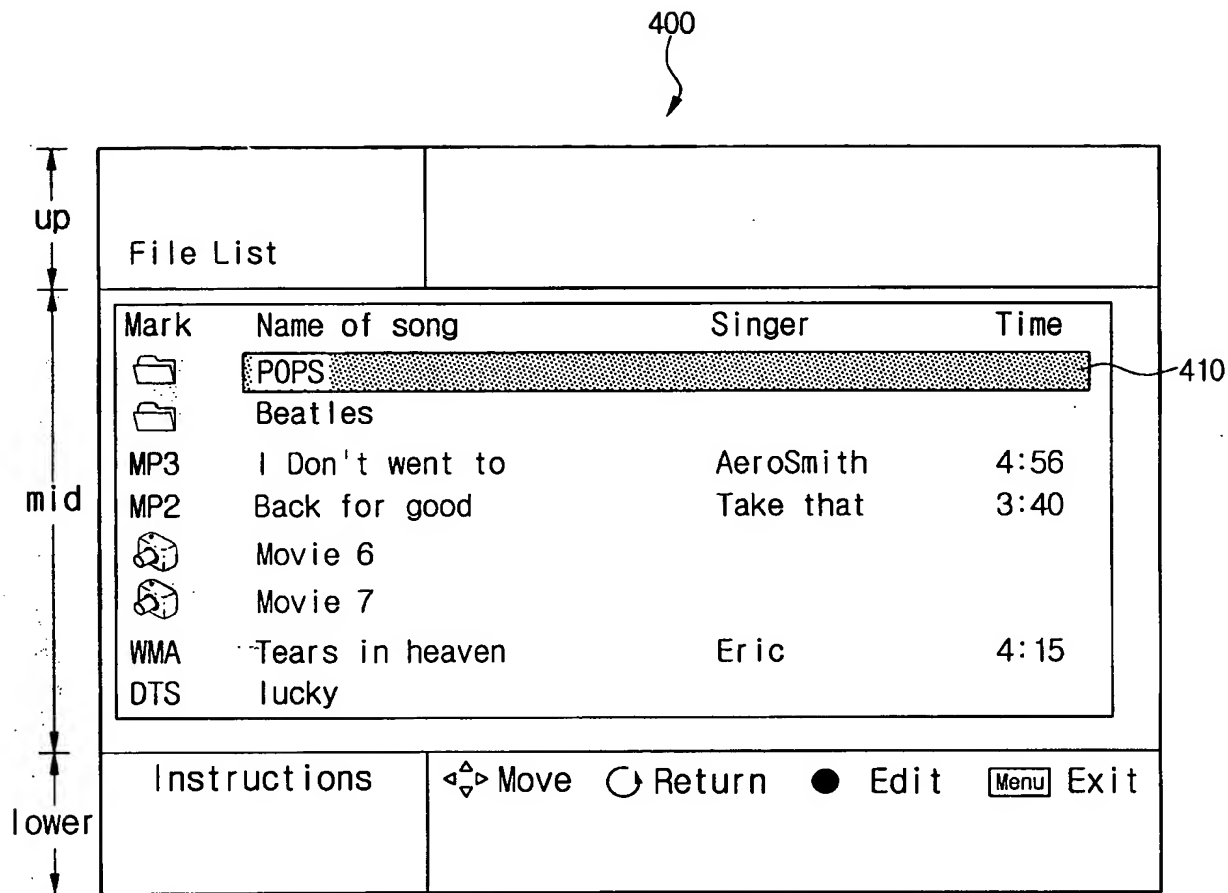 400
up
File List
Mark Name of song Singer Time
POPS
410
Beatles
MP3 I Don't went to AeroSmith 4:56
mid
MP2 Back for good Take that 3:40
Movie 6
Movie 7
WMA Tears in heaven Eric 4:15
DTS lucky
Instructions Move Return Edit Menu Exit
lower